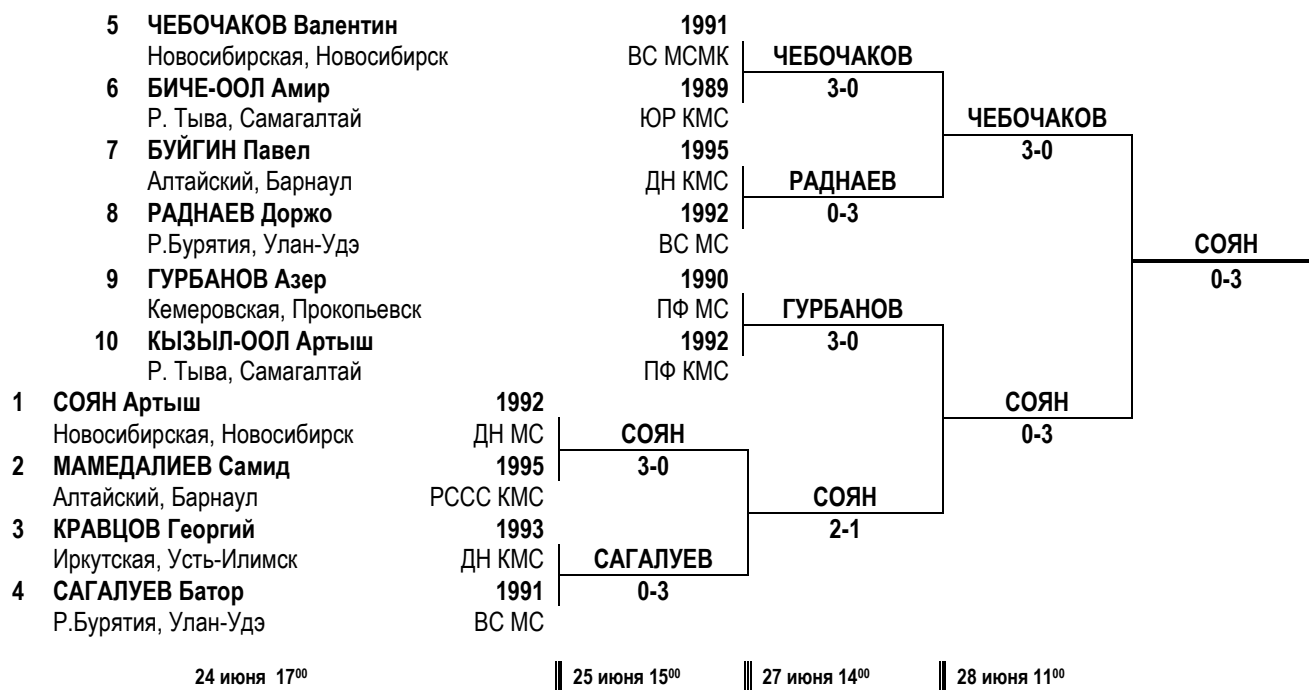 5 ЧЕБОЧАКОВ Валентин 1991
Новосибирская, Новосибирск ВС МСМК ЧЕБОЧАКОВ
6 БИЧЕ-ООЛ Амир 1989 3-0
Р. Тыва, Самагалтай ЮР КМС ЧЕБОЧАКОВ
7 БУЙГИН Павел 1995 3-0
Алтайский, Барнаул ДН КМС РАДНАЕВ
8 РАДНАЕВ Доржо 1992 0-3
Р.Бурятия, Улан-Удэ ВС МС СОЯН
9 ГУРБАНОВ Азер 1990 0-3
Кемеровская, Прокопьевск ПФ МС ГУРБАНОВ
10 КЫЗЫЛ-ООЛ Артыш 1992 3-0
Р. Тыва, Самагалтай ПФ КМС
1 СОЯН Артыш 1992 СОЯН
Новосибирская, Новосибирск ДН МС СОЯН 0-3
2 МАМЕДАЛИЕВ Самид 1995 3-0
Алтайский, Барнаул РССС КМС СОЯН
3 КРАВЦОВ Георгий 1993 2-1
Иркутская, Усть-Илимск ДН КМС САГАЛУЕВ
4 САГАЛУЕВ Батор 1991 0-3
Р.Бурятия, Улан-Удэ ВС МС
24 июня 17⁰⁰ 25 июня 15⁰⁰ 27 июня 14⁰⁰ 28 июня 11⁰⁰